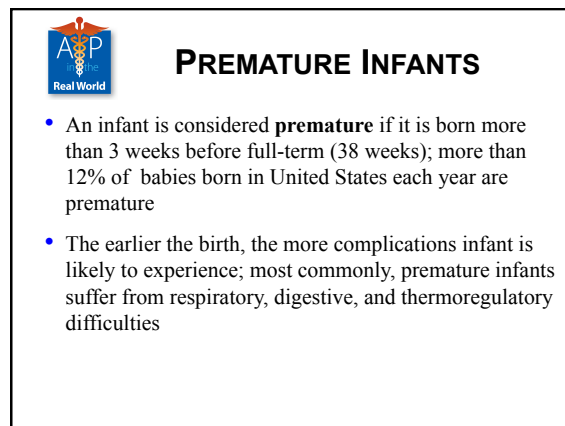 A&P
in the
Real World
PREMATURE INFANTS
• An infant is considered premature if it is born more
than 3 weeks before full-term (38 weeks); more than
12% of babies born in United States each year are
premature
• The earlier the birth, the more complications infant is
likely to experience; most commonly, premature infants
suffer from respiratory, digestive, and thermoregulatory
difficulties